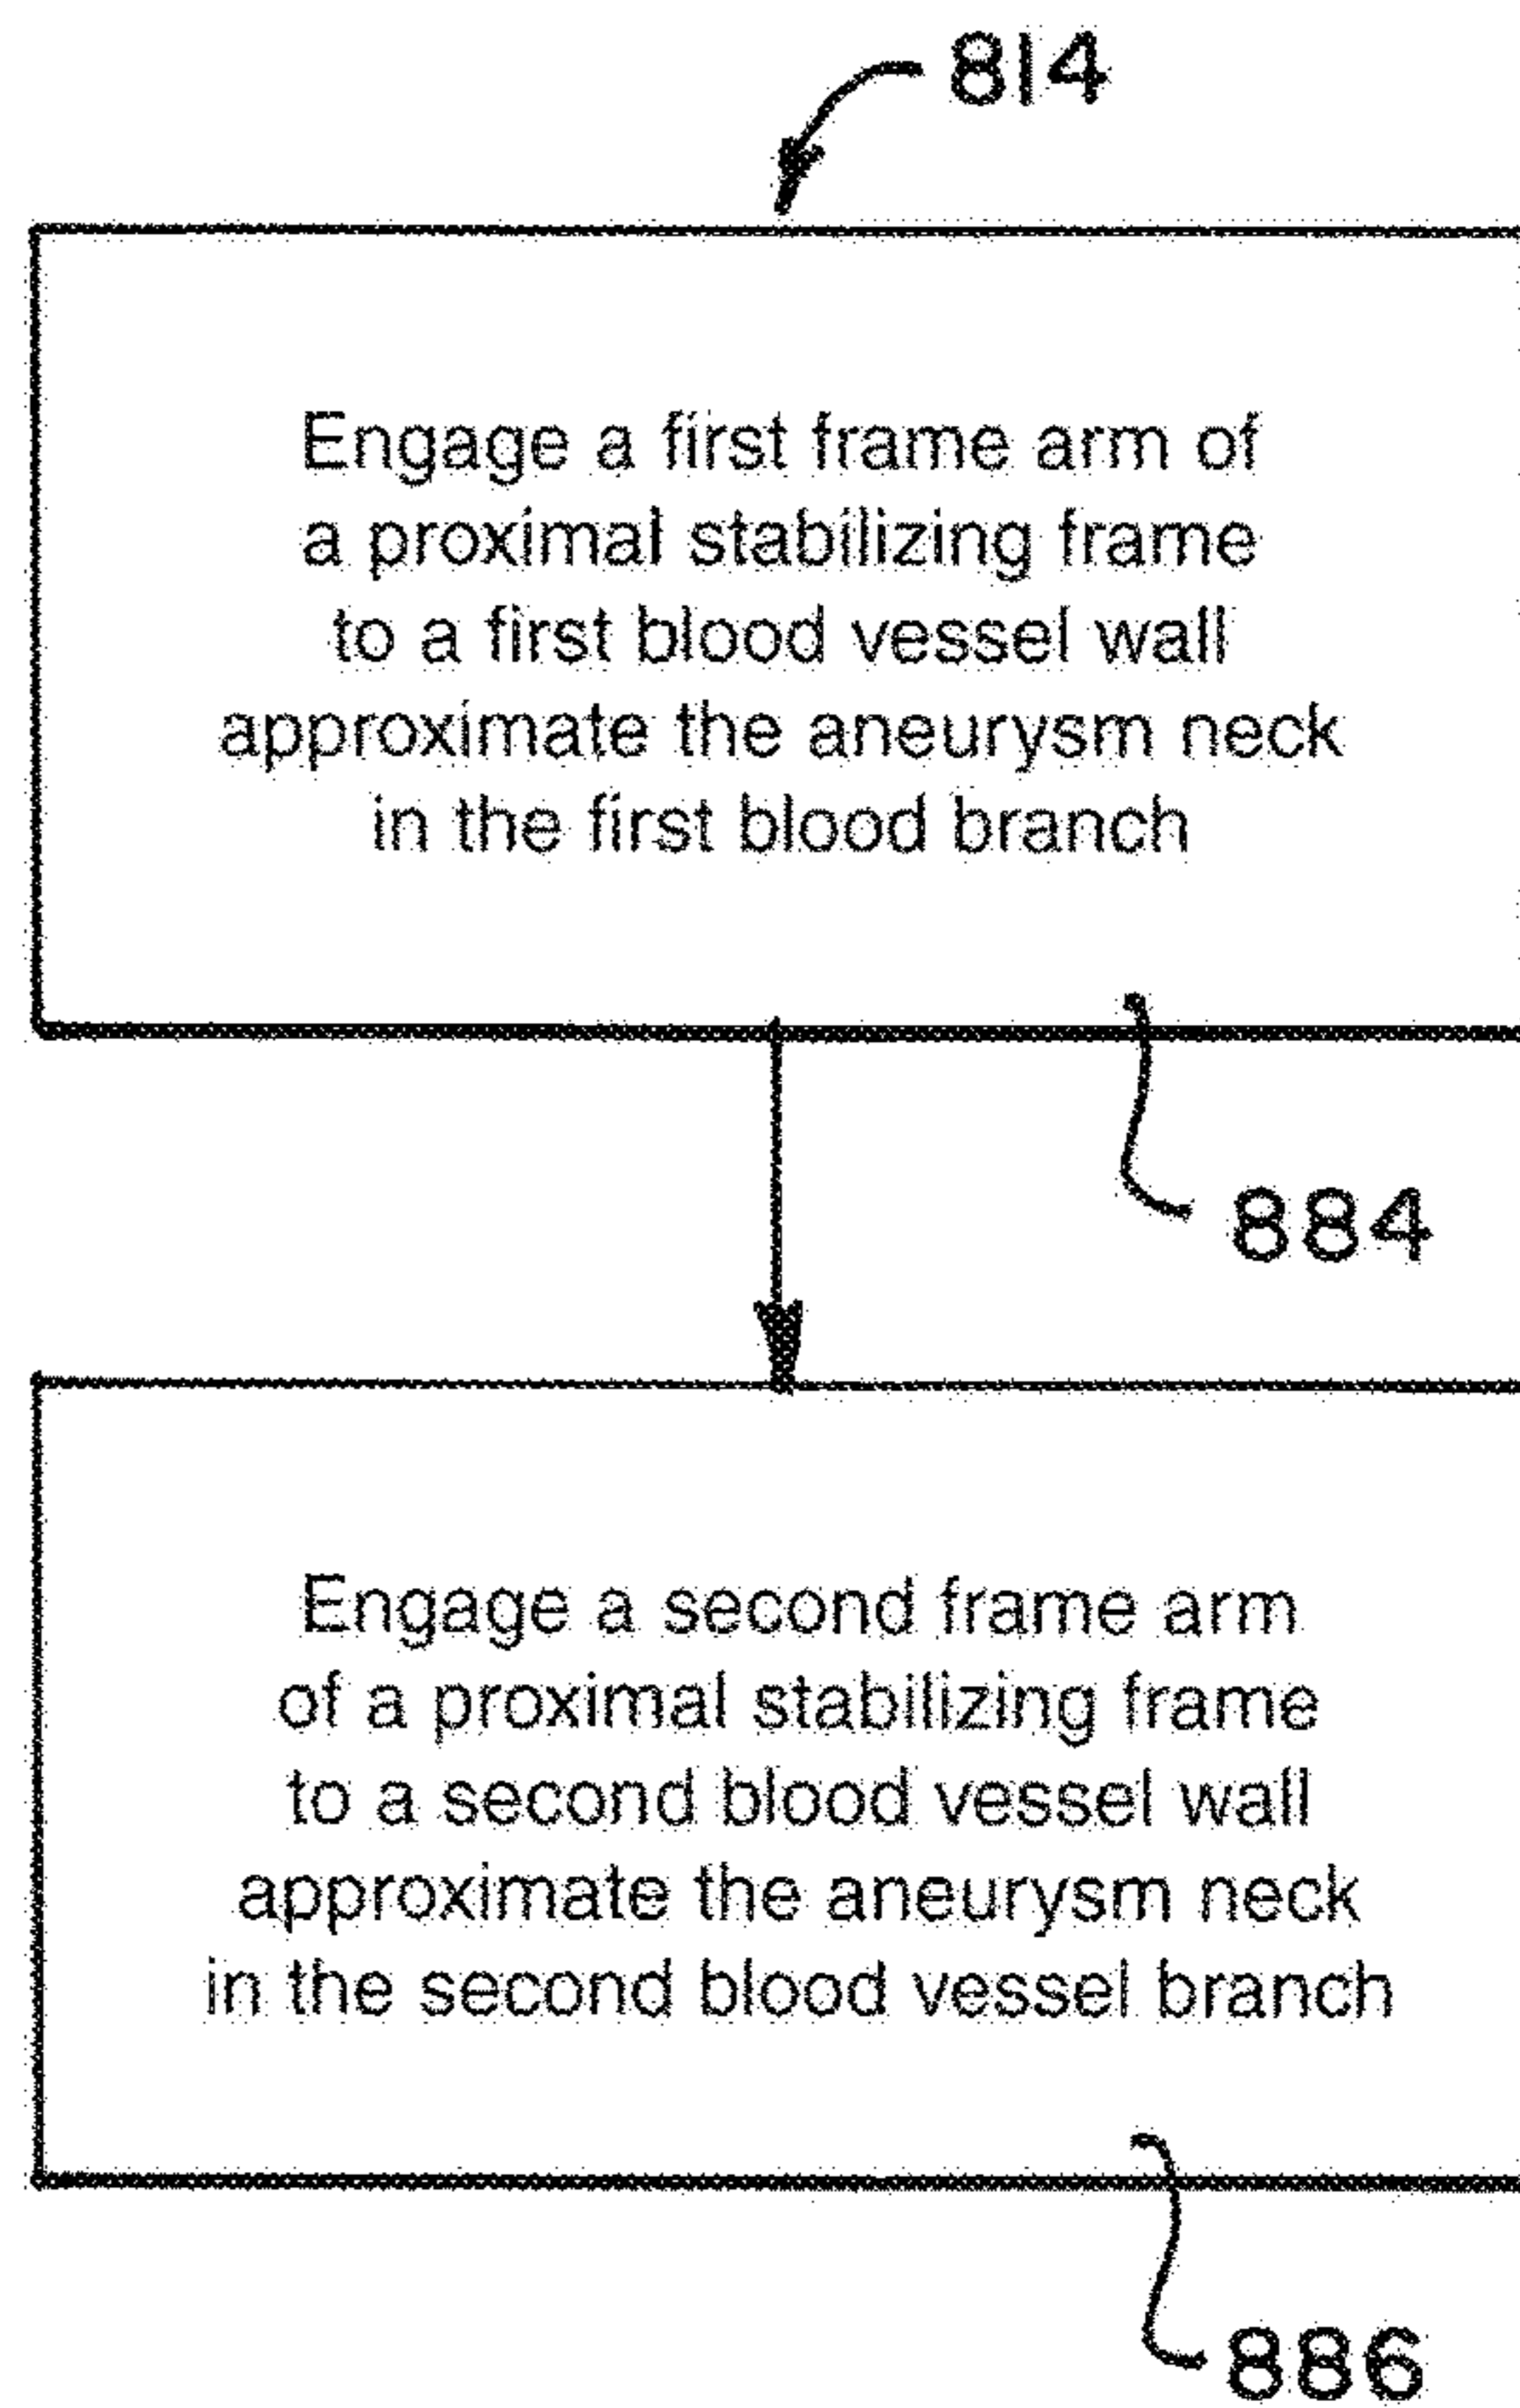 814
Engage a first frame arm of
a proximal stabilizing frame
to a first blood vessel wall
approximate the aneurysm neck
in the first blood branch
884
Engage a second frame arm
of a proximal stabilizing frame
to a second blood vessel wall
approximate the aneurysm neck
in the second blood vessel branch
886